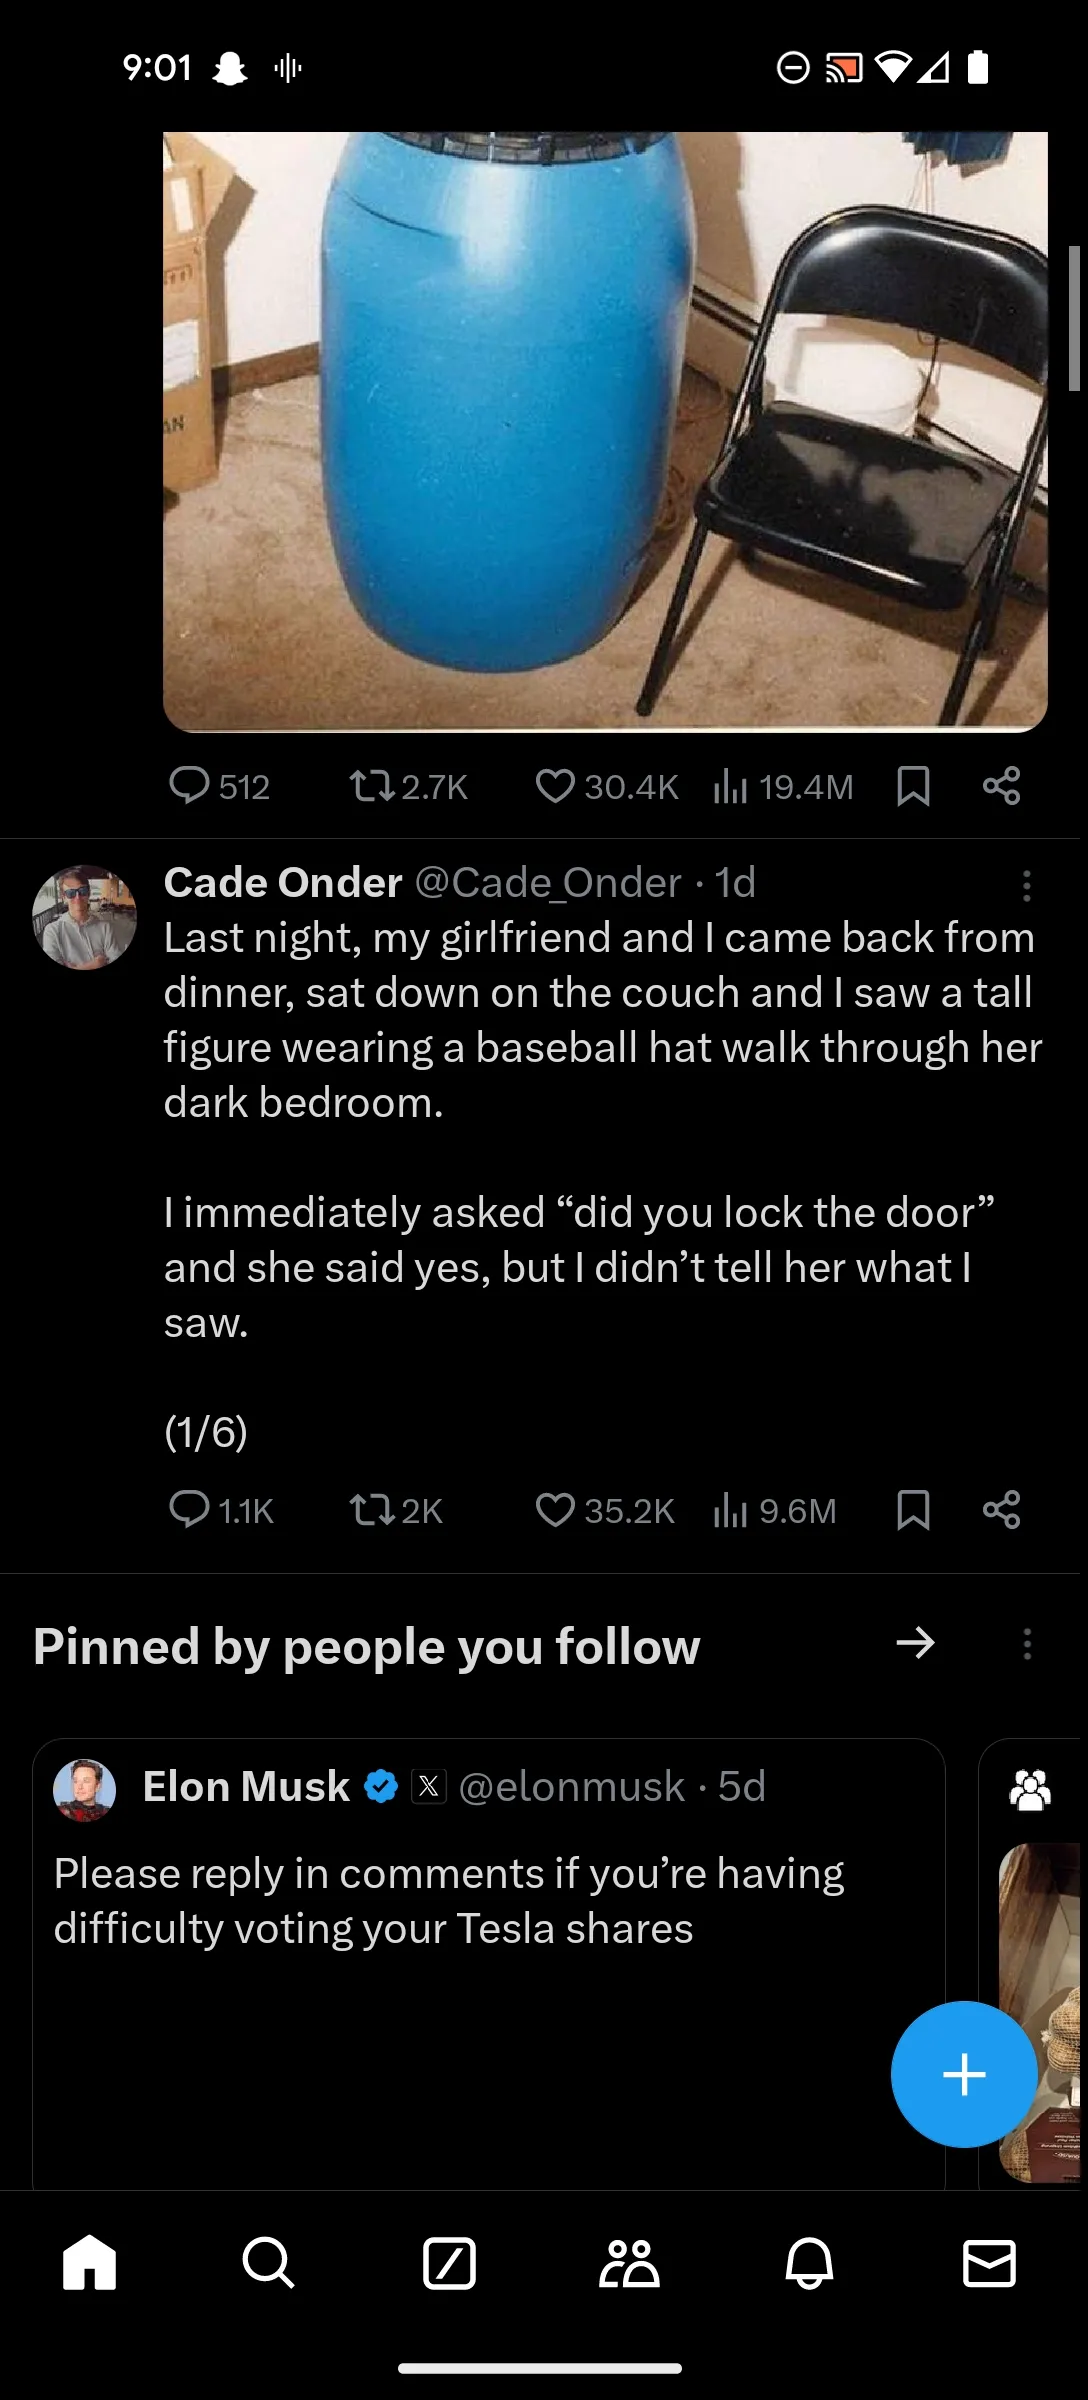 9:01
AN
512 2.7K 30.4K 19.4M
Cade Onder @Cade_Onder · 1d
Last night, my girlfriend and I came back from
dinner, sat down on the couch and I saw a tall
figure wearing a baseball hat walk through her
dark bedroom.
I immediately asked “did you lock the door”
and she said yes, but I didn’t tell her what I
saw.
(1/6)
1.1K 2K 35.2K 9.6M
Pinned by people you follow
Elon Musk @elonmusk · 5d
Please reply in comments if you’re having
difficulty voting your Tesla shares